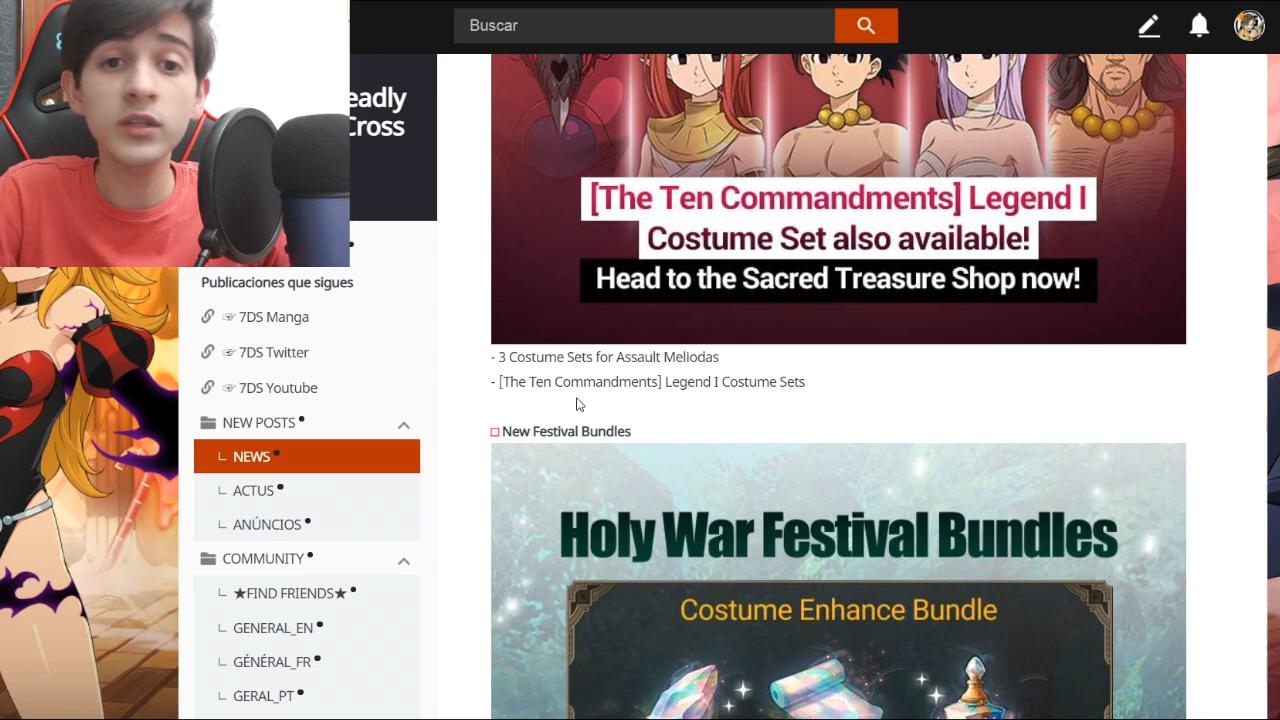 Buscar
eadly
Cross
Publicaciones que sigues
7DS Manga
7DS Twitter
7DS Youtube
NEW POSTS
NEWS
ACTUS
ANÚNCIOS
COMMUNITY
★FIND FRIENDS★
GENERAL_EN
GÉNÉRAL_FR
GERAL_PT
[The Ten Commandments] Legend I
Costume Set also available!
Head to the Sacred Treasure Shop now!
- 3 Costume Sets for Assault Meliodas
- [The Ten Commandments] Legend I Costume Sets
New Festival Bundles
Holy War Festival Bundles
Costume Enhance Bundle